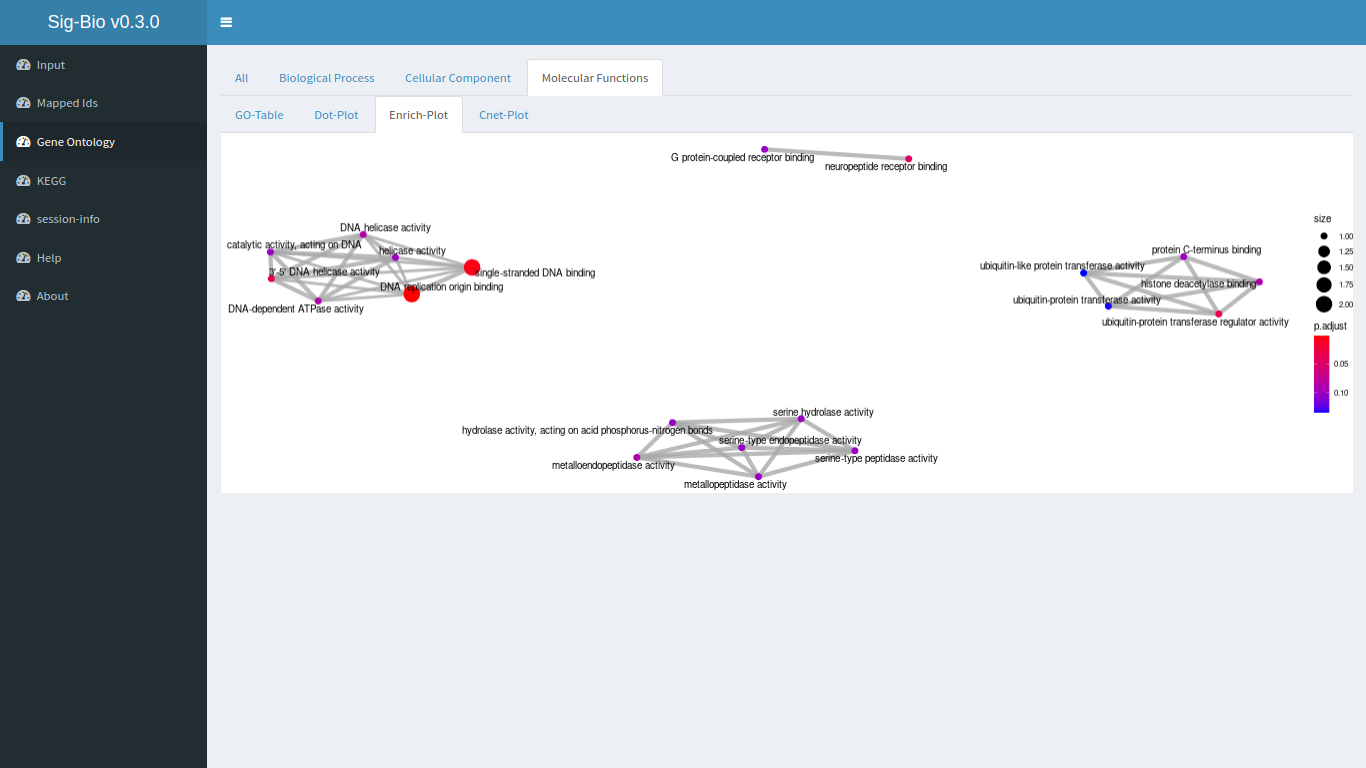 Sig-Bio v0.3.0
Input
Mapped Ids
Gene Ontology
KEGG
session-info
Help
About
All
Biological Process
Cellular Component
Molecular Functions
GO-Table
Dot-Plot
Enrich-Plot
Cnet-Plot
G protein-coupled receptor binding
neuropeptide receptor binding
DNA helicase activity
catalytic activity, acting on DNA
helicase activity
3'-5' DNA helicase activity
single-stranded DNA binding
DNA replication origin binding
DNA-dependent ATPase activity
protein C-terminus binding
ubiquitin-like protein transferase activity
histone deacetylase binding
ubiquitin-protein transferase activity
ubiquitin-protein transferase regulator activity
serine hydrolase activity
hydrolase activity, acting on acid phosphorus-nitrogen bonds
serine-type endopeptidase activity
serine-type peptidase activity
metalloendopeptidase activity
metallopeptidase activity
size
1.00
1.25
1.50
1.75
2.00
p.adjust
0.05
0.10